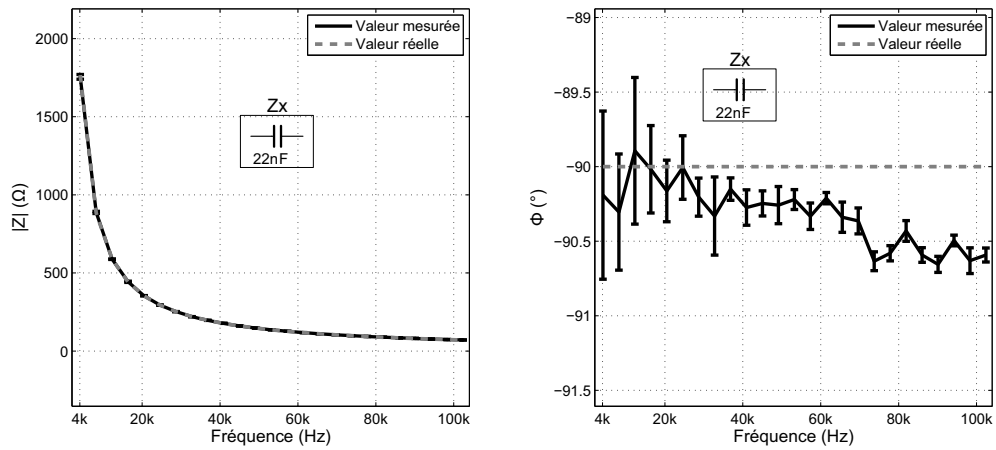 Valeur mesurée
Valeur réelle
2000
1500
1000
500
0
|Z| (Ω)
Zx
22nF
4k 20k 40k 60k 80k 100k
Fréquence (Hz)
Valeur mesurée
Valeur réelle
−89
−89.5
−90
−90.5
−91
−91.5
Φ (°)
Zx
22nF
4k 20k 40k 60k 80k 100k
Fréquence (Hz)